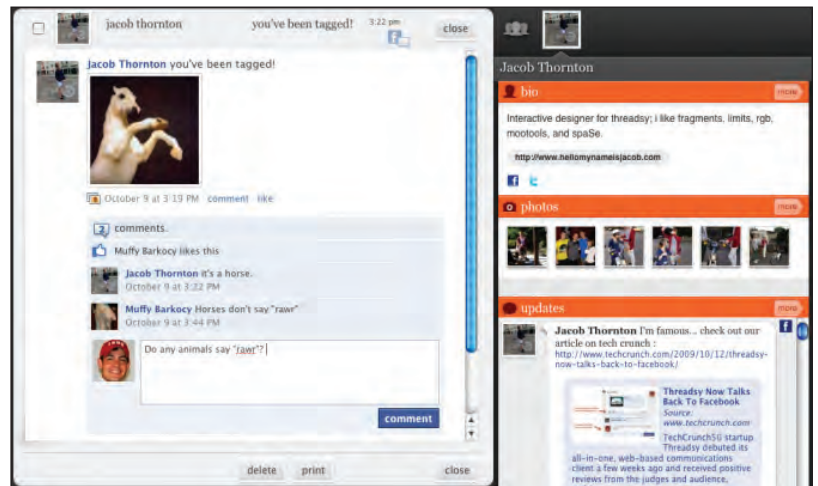 jacob thornton you've been tagged! 3:22 pm close
Jacob Thornton you've been tagged!
October 9 at 3:19 PM comment like
2 comments.
Muffy Barkocy likes this
Jacob Thornton it's a horse.
October 9 at 3:22 PM
Muffy Barkocy Horses don't say "rawr"
October 9 at 3:44 PM
Do any animals say "rawr"?
comment
delete print close
Jacob Thornton
bio more
Interactive designer for threadsy; i like fragments, limits, rgb,
mootools, and spaSe.
http://www.hellomynameisjacob.com
photos more
updates more
Jacob Thornton I'm famous... check out our
article on tech crunch :
http://www.techcrunch.com/2009/10/12/threadsy-
now-talks-back-to-facebook/
Threadsy Now Talks
Back To Facebook
Source:
www.techcrunch.com
TechCrunch50 startup
Threadsy debuted its
all-in-one, web-based communications
client a few weeks ago and received positive
reviews from the judges and audience,